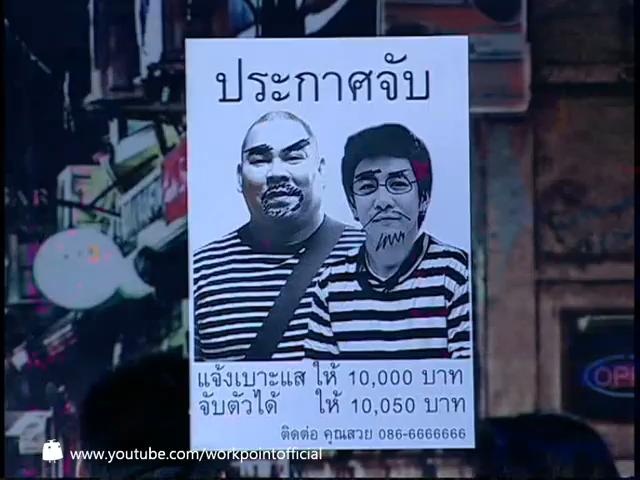 ประกาศจับ
แจ้งเบาะแส ให้ 10,000 บาท
จับตัวได้ ให้ 10,050 บาท
ติดต่อ คุณสวย 086-6666666
www.youtube.com/workpointofficial